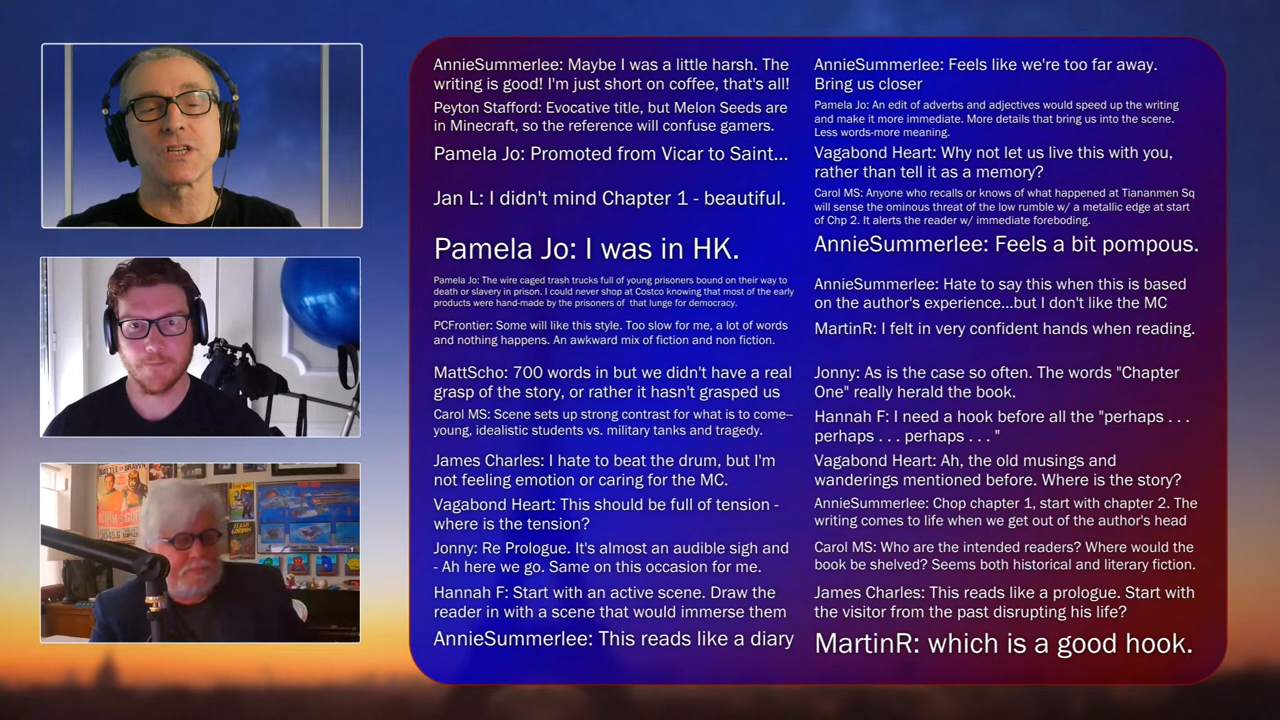 AnnieSummerlee: Maybe I was a little harsh. The
writing is good! I'm just short on coffee, that's all!
Peyton Stafford: Evocative title, but Melon Seeds are
in Minecraft, so the reference will confuse gamers.
Pamela Jo: Promoted from Vicar to Saint...
Jan L: I didn't mind Chapter 1 - beautiful.
Pamela Jo: I was in HK.
Pamela Jo: The wire caged trash trucks full of young prisoners bound on their way to
death or slavery in prison. I could never shop at Costco knowing that most of the early
products were hand-made by the prisoners of that lunge for democracy.
PCFrontier: Some will like this style. Too slow for me, a lot of words
and nothing happens. An awkward mix of fiction and non fiction.
MattScho: 700 words in but we didn't have a real
grasp of the story, or rather it hasn't grasped us
Carol MS: Scene sets up strong contrast for what is to come--
young, idealistic students vs. military tanks and tragedy.
James Charles: I hate to beat the drum, but I'm
not feeling emotion or caring for the MC.
Vagabond Heart: This should be full of tension -
where is the tension?
Jonny: Re Prologue. It's almost an audible sigh and
- Ah here we go. Same on this occasion for me.
Hannah F: Start with an active scene. Draw the
reader in with a scene that would immerse them
AnnieSummerlee: This reads like a diary
AnnieSummerlee: Feels like we're too far away.
Bring us closer
Pamela Jo: An edit of adverbs and adjectives would speed up the writing
and make it more immediate. More details that bring us into the scene.
Less words-more meaning.
Vagabond Heart: Why not let us live this with you,
rather than tell it as a memory?
Carol MS: Anyone who recalls or knows of what happened at Tiananmen Sq
will sense the ominous threat of the low rumble w/ a metallic edge at start
of Chp 2. It alerts the reader w/ immediate foreboding.
AnnieSummerlee: Feels a bit pompous.
AnnieSummerlee: Hate to say this when this is based
on the author's experience...but I don't like the MC
MartinR: I felt in very confident hands when reading.
Jonny: As is the case so often. The words "Chapter
One" really herald the book.
Hannah F: I need a hook before all the "perhaps . . .
perhaps . . . perhaps . . . "
Vagabond Heart: Ah, the old musings and
wanderings mentioned before. Where is the story?
AnnieSummerlee: Chop chapter 1, start with chapter 2. The
writing comes to life when we get out of the author's head
Carol MS: Who are the intended readers? Where would the
book be shelved? Seems both historical and literary fiction.
James Charles: This reads like a prologue. Start with
the visitor from the past disrupting his life?
MartinR: which is a good hook.